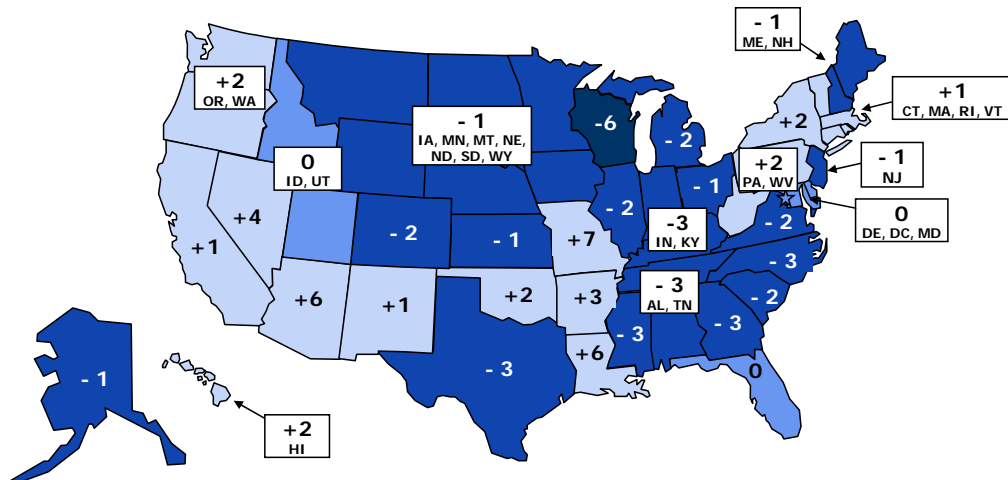 - 1
ME, NH
+2
OR, WA
+1
CT, MA, RI, VT
- 1
IA, MN, MT, NE,
ND, SD, WY
-6
- 2
+2
0
ID, UT
+2
PA, WV
- 1
NJ
- 1
+4
- 2
-3
IN, KY
- 2
0
DE, DC, MD
+1
- 2
- 1
+7
- 3
+6
+1
+2
+3
- 3
AL, TN
- 2
- 3
- 3
+6
- 3
0
- 1
+2
HI